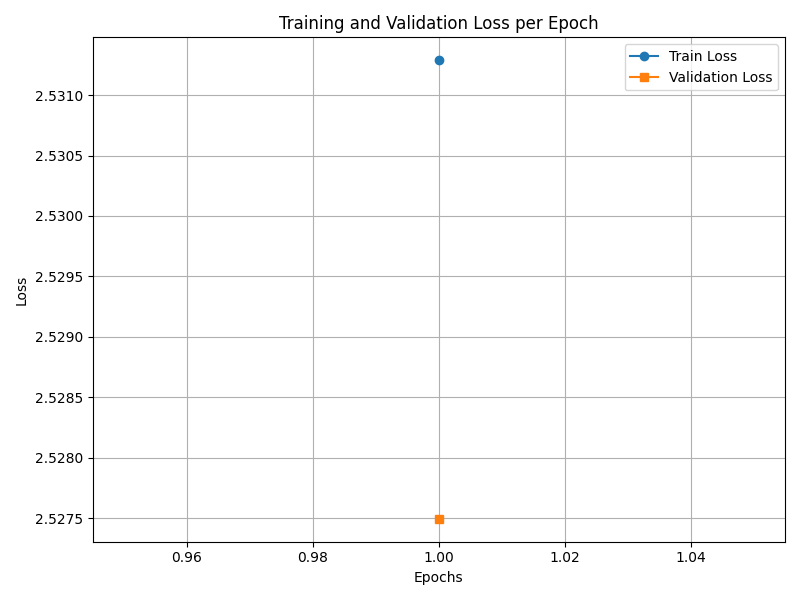 Training and Validation Loss per Epoch
Train Loss
Validation Loss
2.5310
2.5305
2.5300
2.5295
2.5290
2.5285
2.5280
2.5275
Loss
0.96 0.98 1.00 1.02 1.04
Epochs